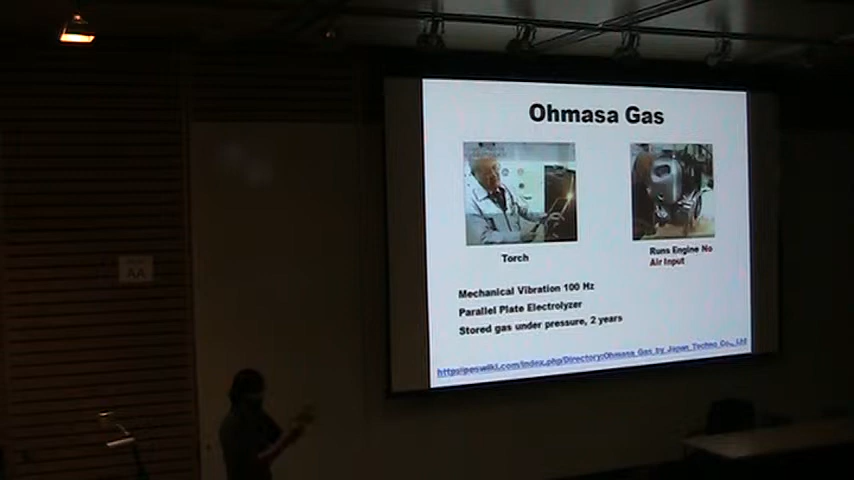 Ohmasa Gas
Torch
Runs Engine No
Air Input
Mechanical Vibration 100 Hz
Parallel Plate Electrolyzer
Stored gas under pressure, 2 years
http://peswiki.com/index.php/Directory:Ohmasa_Gas_by_Japan_Techno_Co.,_Ltd
AA